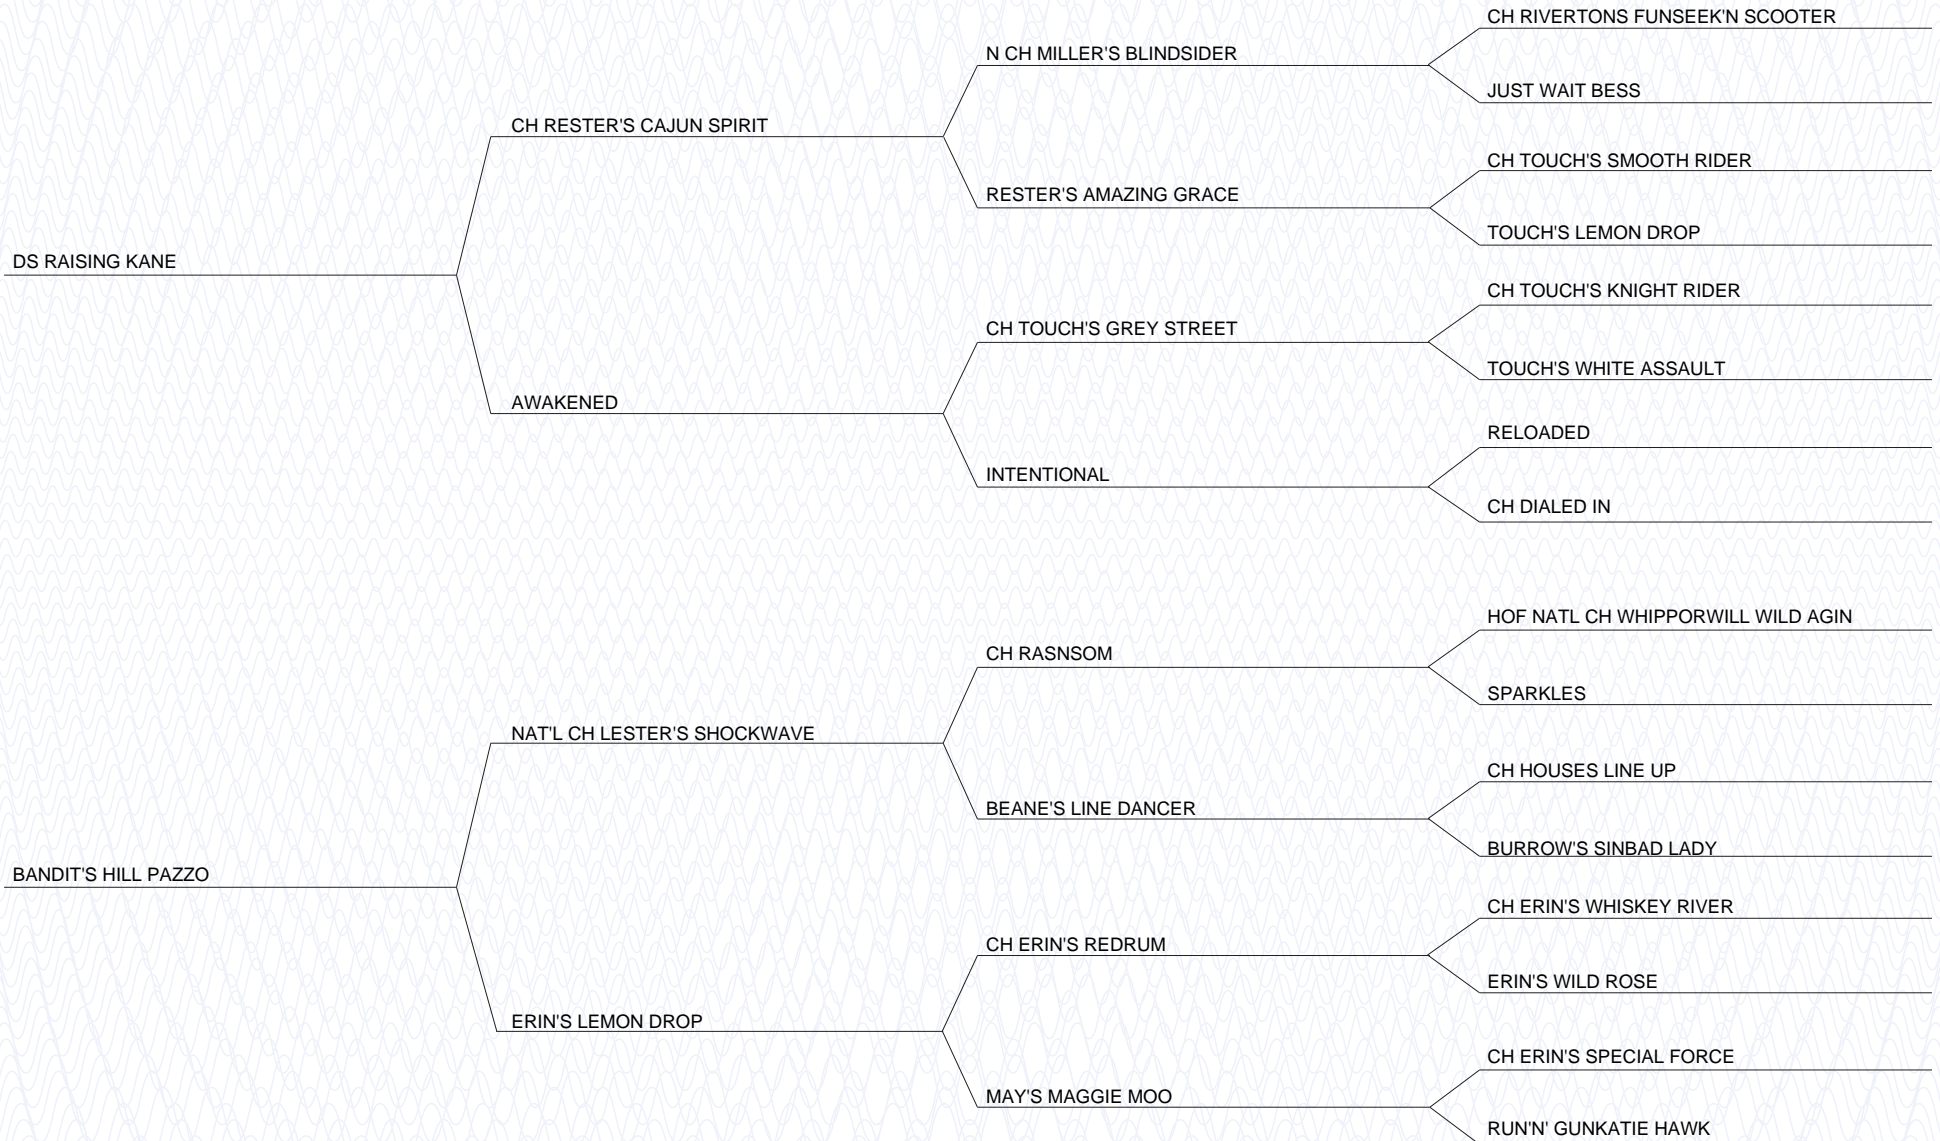 CH RIVERTONS FUNSEEK'N SCOOTER
N CH MILLER'S BLINDSIDER
JUST WAIT BESS
CH RESTER'S CAJUN SPIRIT
CH TOUCH'S SMOOTH RIDER
RESTER'S AMAZING GRACE
TOUCH'S LEMON DROP
DS RAISING KANE
CH TOUCH'S KNIGHT RIDER
CH TOUCH'S GREY STREET
TOUCH'S WHITE ASSAULT
AWAKENED
RELOADED
INTENTIONAL
CH DIALED IN
HOF NATL CH WHIPPORWILL WILD AGIN
CH RASNSOM
SPARKLES
NAT'L CH LESTER'S SHOCKWAVE
CH HOUSES LINE UP
BEANE'S LINE DANCER
BURROW'S SINBAD LADY
BANDIT'S HILL PAZZO
CH ERIN'S WHISKEY RIVER
CH ERIN'S REDRUM
ERIN'S WILD ROSE
ERIN'S LEMON DROP
CH ERIN'S SPECIAL FORCE
MAY'S MAGGIE MOO
RUN'N' GUNKATIE HAWK